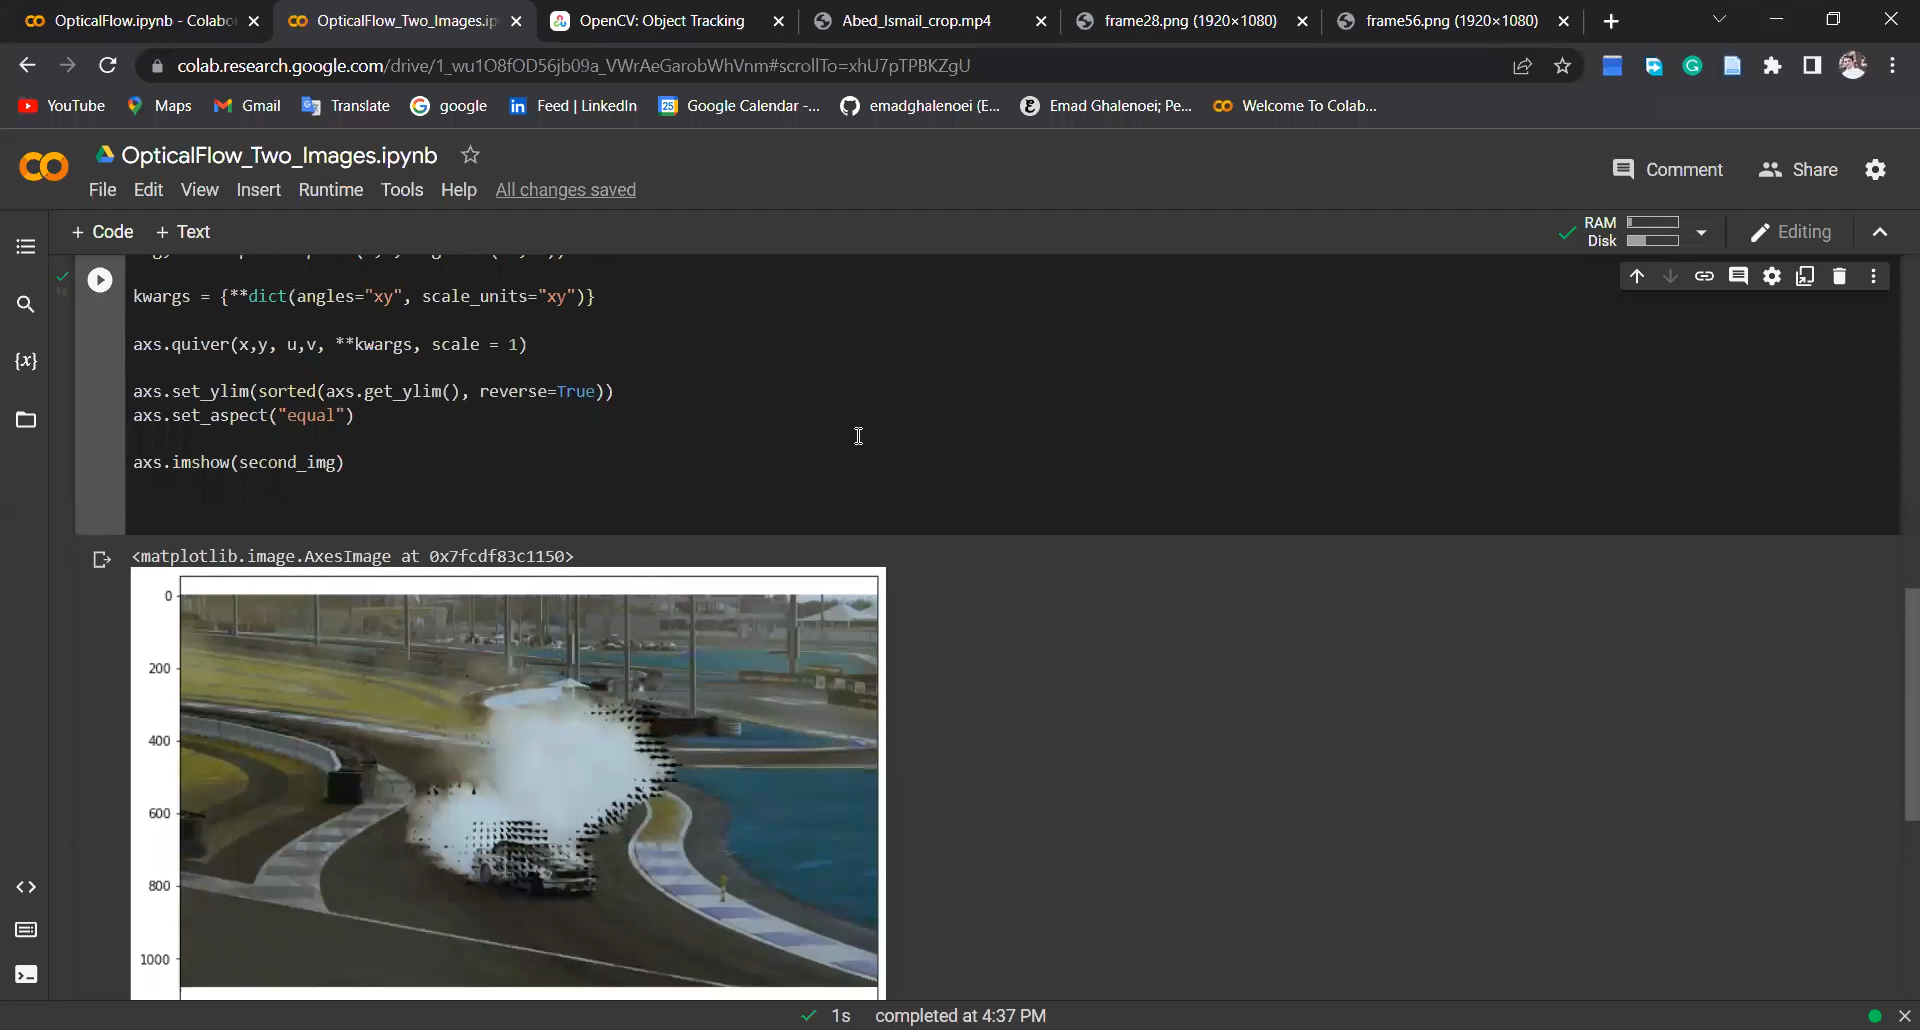 OpticalFlow.ipynb - Colabo
OpticalFlow_Two_Images.ip
OpenCV: Object Tracking
Abed_Ismail_crop.mp4
frame28.png (1920×1080)
frame56.png (1920×1080)
colab.research.google.com/drive/1_wu1O8fOD56jb09a_VWrAeGarobWhVnm#scrollTo=xhU7pTPBKZgU
YouTube
Maps
Gmail
Translate
google
Feed | LinkedIn
Google Calendar -...
emadghalenoei (E...
Emad Ghalenoei; Pe...
Welcome To Colab...
OpticalFlow_Two_Images.ipynb
Comment
Share
File Edit View Insert Runtime Tools Help All changes saved
+ Code + Text
RAM
Disk
Editing
kwargs = {**dict(angles="xy", scale_units="xy")}
axs.quiver(x,y, u,v, **kwargs, scale = 1)
axs.set_ylim(sorted(axs.get_ylim(), reverse=True))
axs.set_aspect("equal")
axs.imshow(second_img)
<matplotlib.image.AxesImage at 0x7fcdf83c1150>
0
200
400
600
800
1000
1s completed at 4:37 PM